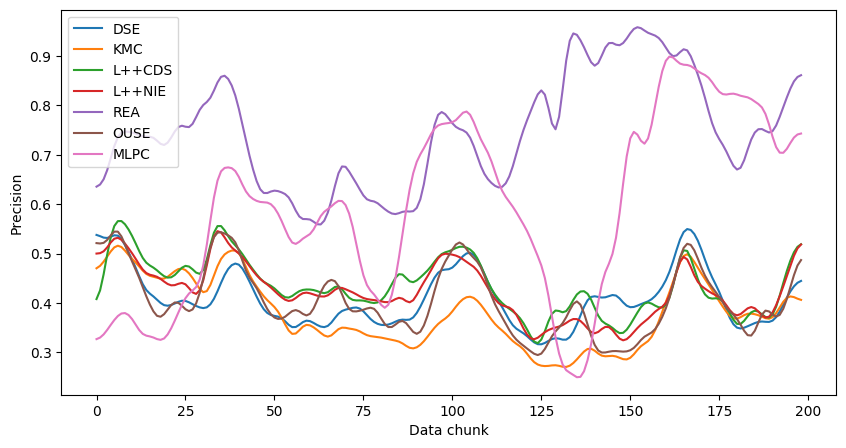 DSE
KMC
L++CDS
L++NIE
REA
OUSE
MLPC
Precision
0.9
0.8
0.7
0.6
0.5
0.4
0.3
0 25 50 75 100 125 150 175 200
Data chunk